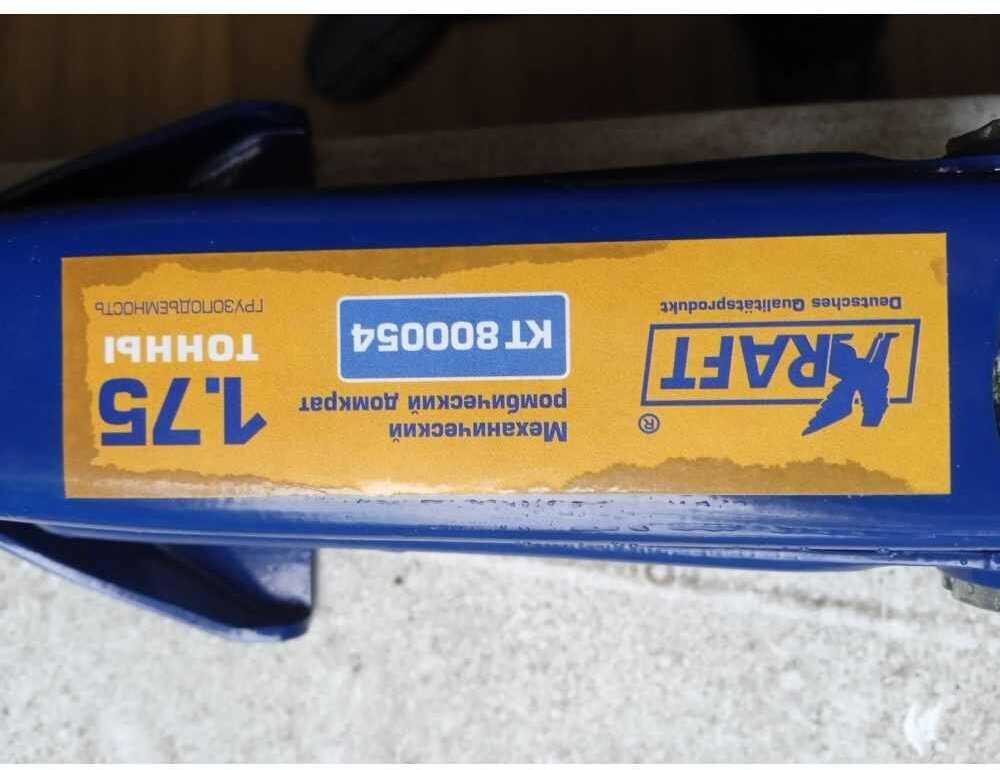 KRAFT®
Deutsches Qualitätsprodukt
Механический
ромбический домкрат
КТ 800054
1.75
ТОННЫ
ГРУЗОПОДЪЕМНОСТЬ